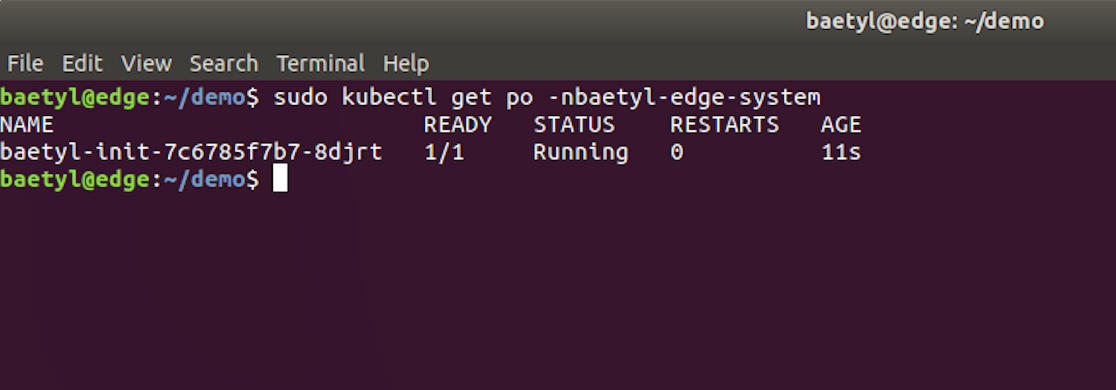 baetyl@edge: ~/demo
File Edit View Search Terminal Help
baetyl@edge:~/demo$ sudo kubectl get po -nbaetyl-edge-system
NAME READY STATUS RESTARTS AGE
baetyl-init-7c6785f7b7-8djrt 1/1 Running 0 11s
baetyl@edge:~/demo$